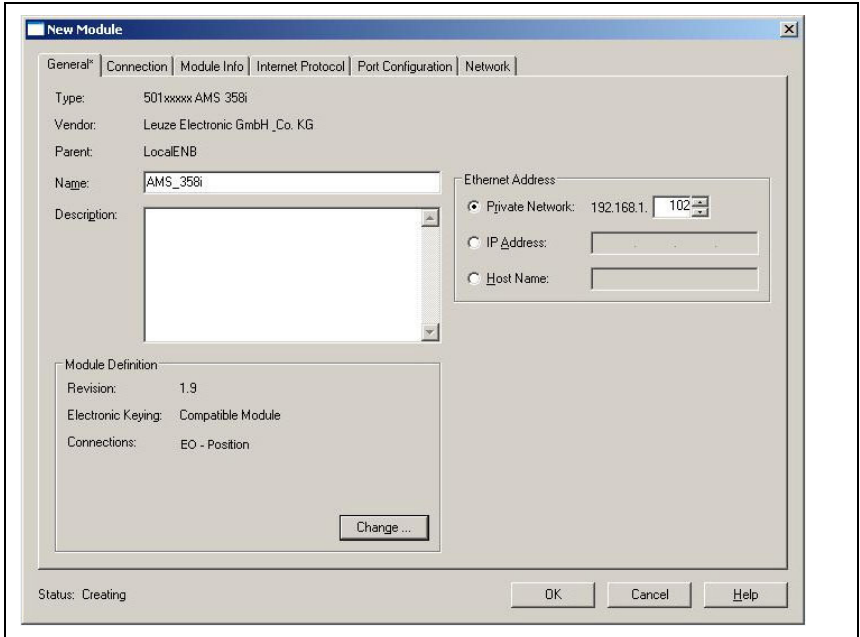 New Module
General* Connection Module Info Internet Protocol Port Configuration Network
Type: 501xxxxx AMS 358i
Vendor: Leuze Electronic GmbH _Co. KG
Parent: LocalENB
Name: AMS_358i
Description:
Ethernet Address
Private Network: 192.168.1. 102
IP Address: . . .
Host Name:
Module Definition
Revision: 1.9
Electronic Keying: Compatible Module
Connections: EO - Position
Change ...
Status: Creating
OK Cancel Help